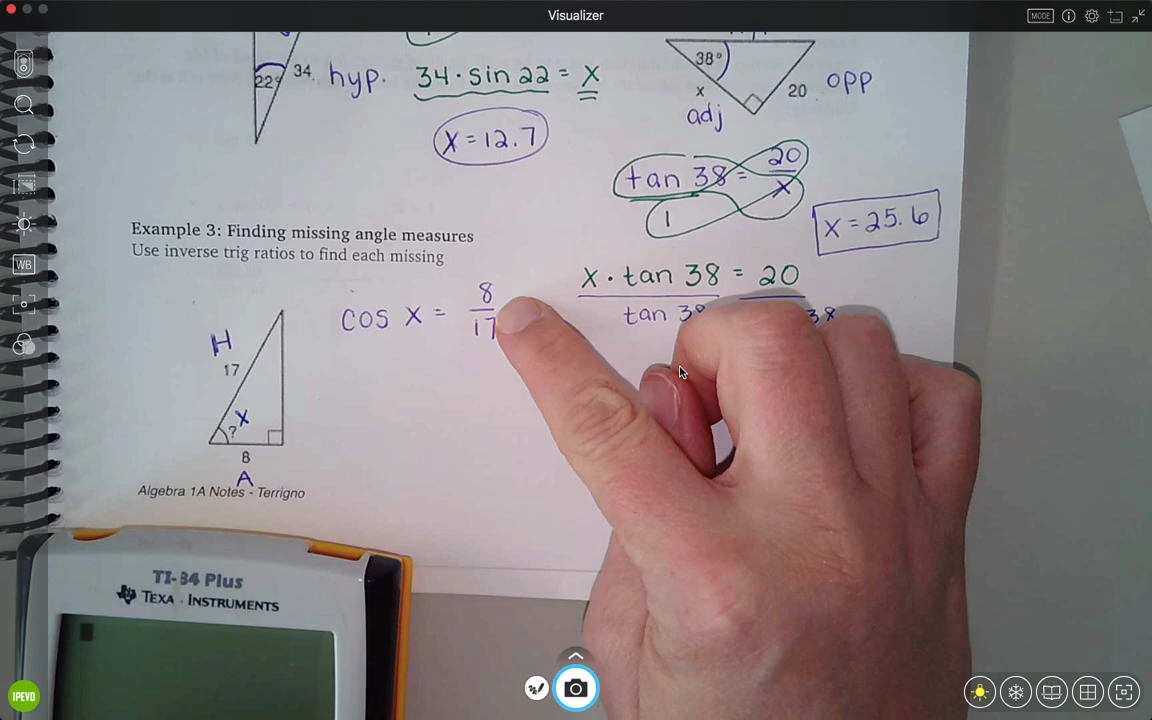 Visualizer
MODE
22°
34.
hyp.
34 · sin 22 = x
x = 12.7
38°
x
adj
20
opp
tan 38 = 20/x
1
x = 25.6
Example 3: Finding missing angle measures
Use inverse trig ratios to find each missing
WB
cos x = 8/17
x · tan 38 = 20
tan 38
H
17
x
?
8
A
Algebra 1A Notes - Terrigno
TI-84 Plus
TEXAS INSTRUMENTS
IPEVO